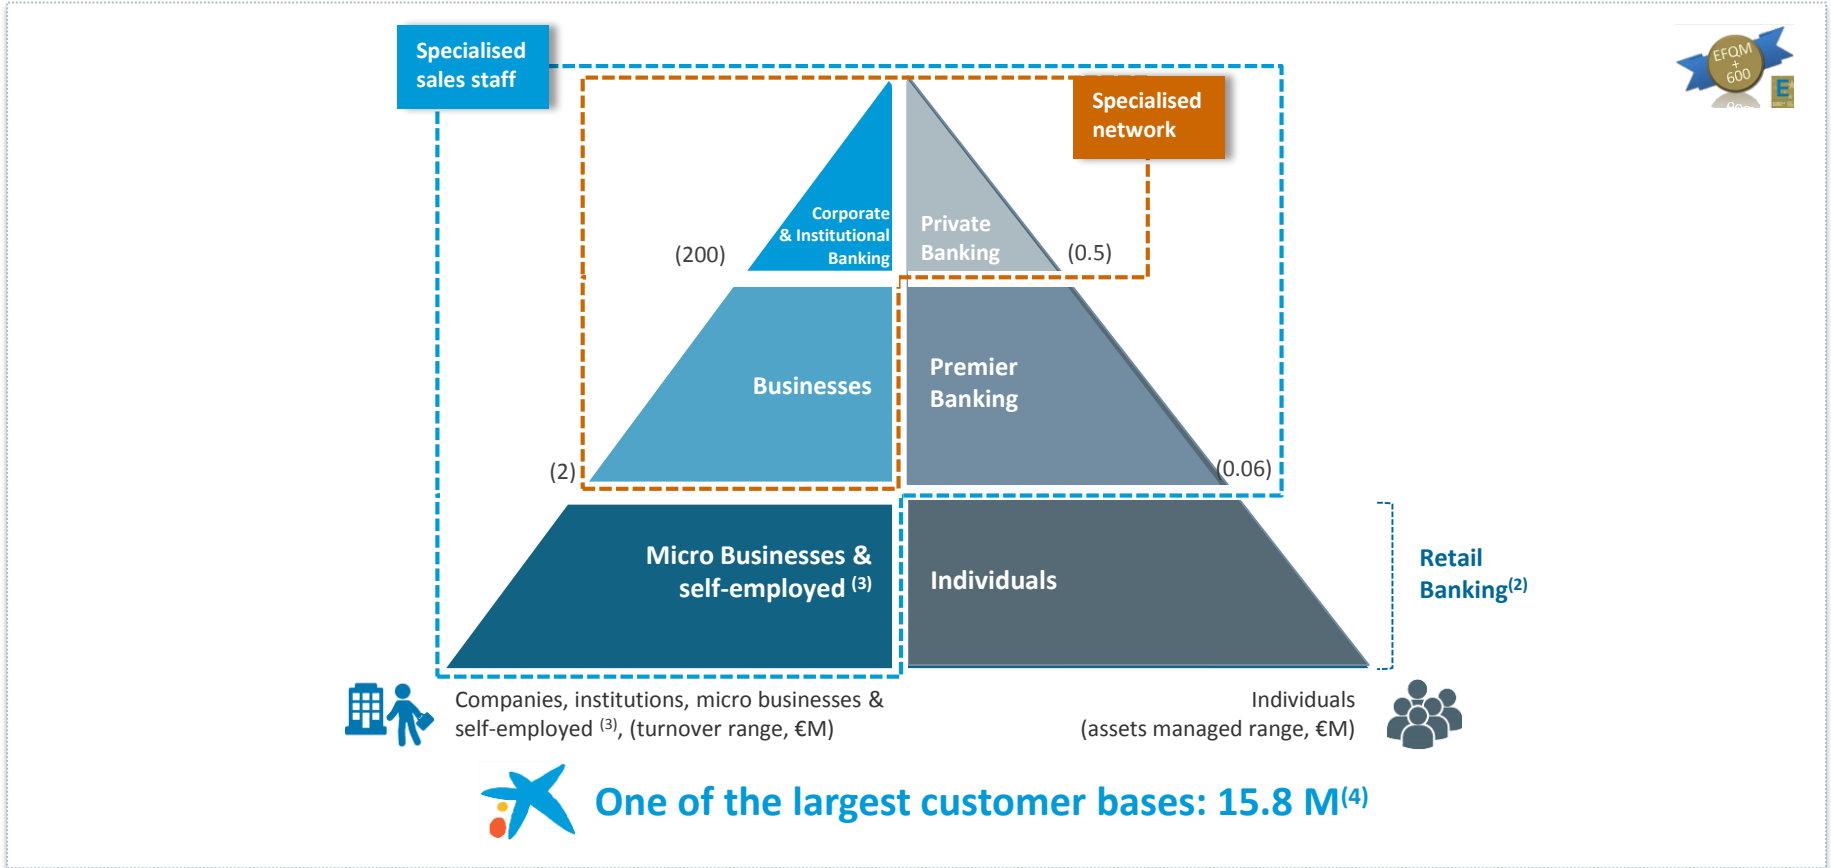 Specialised
sales staff
EFQM
+
600
E
Specialised
network
Corporate
& Institutional
Banking
Private
Banking
(200)
(0.5)
Businesses
Premier
Banking
(2)
(0.06)
Micro Businesses &
self-employed (3)
Individuals
Retail
Banking(2)
Companies, institutions, micro businesses &
self-employed (3), (turnover range, €M)
Individuals
(assets managed range, €M)
One of the largest customer bases: 15.8 M(4)